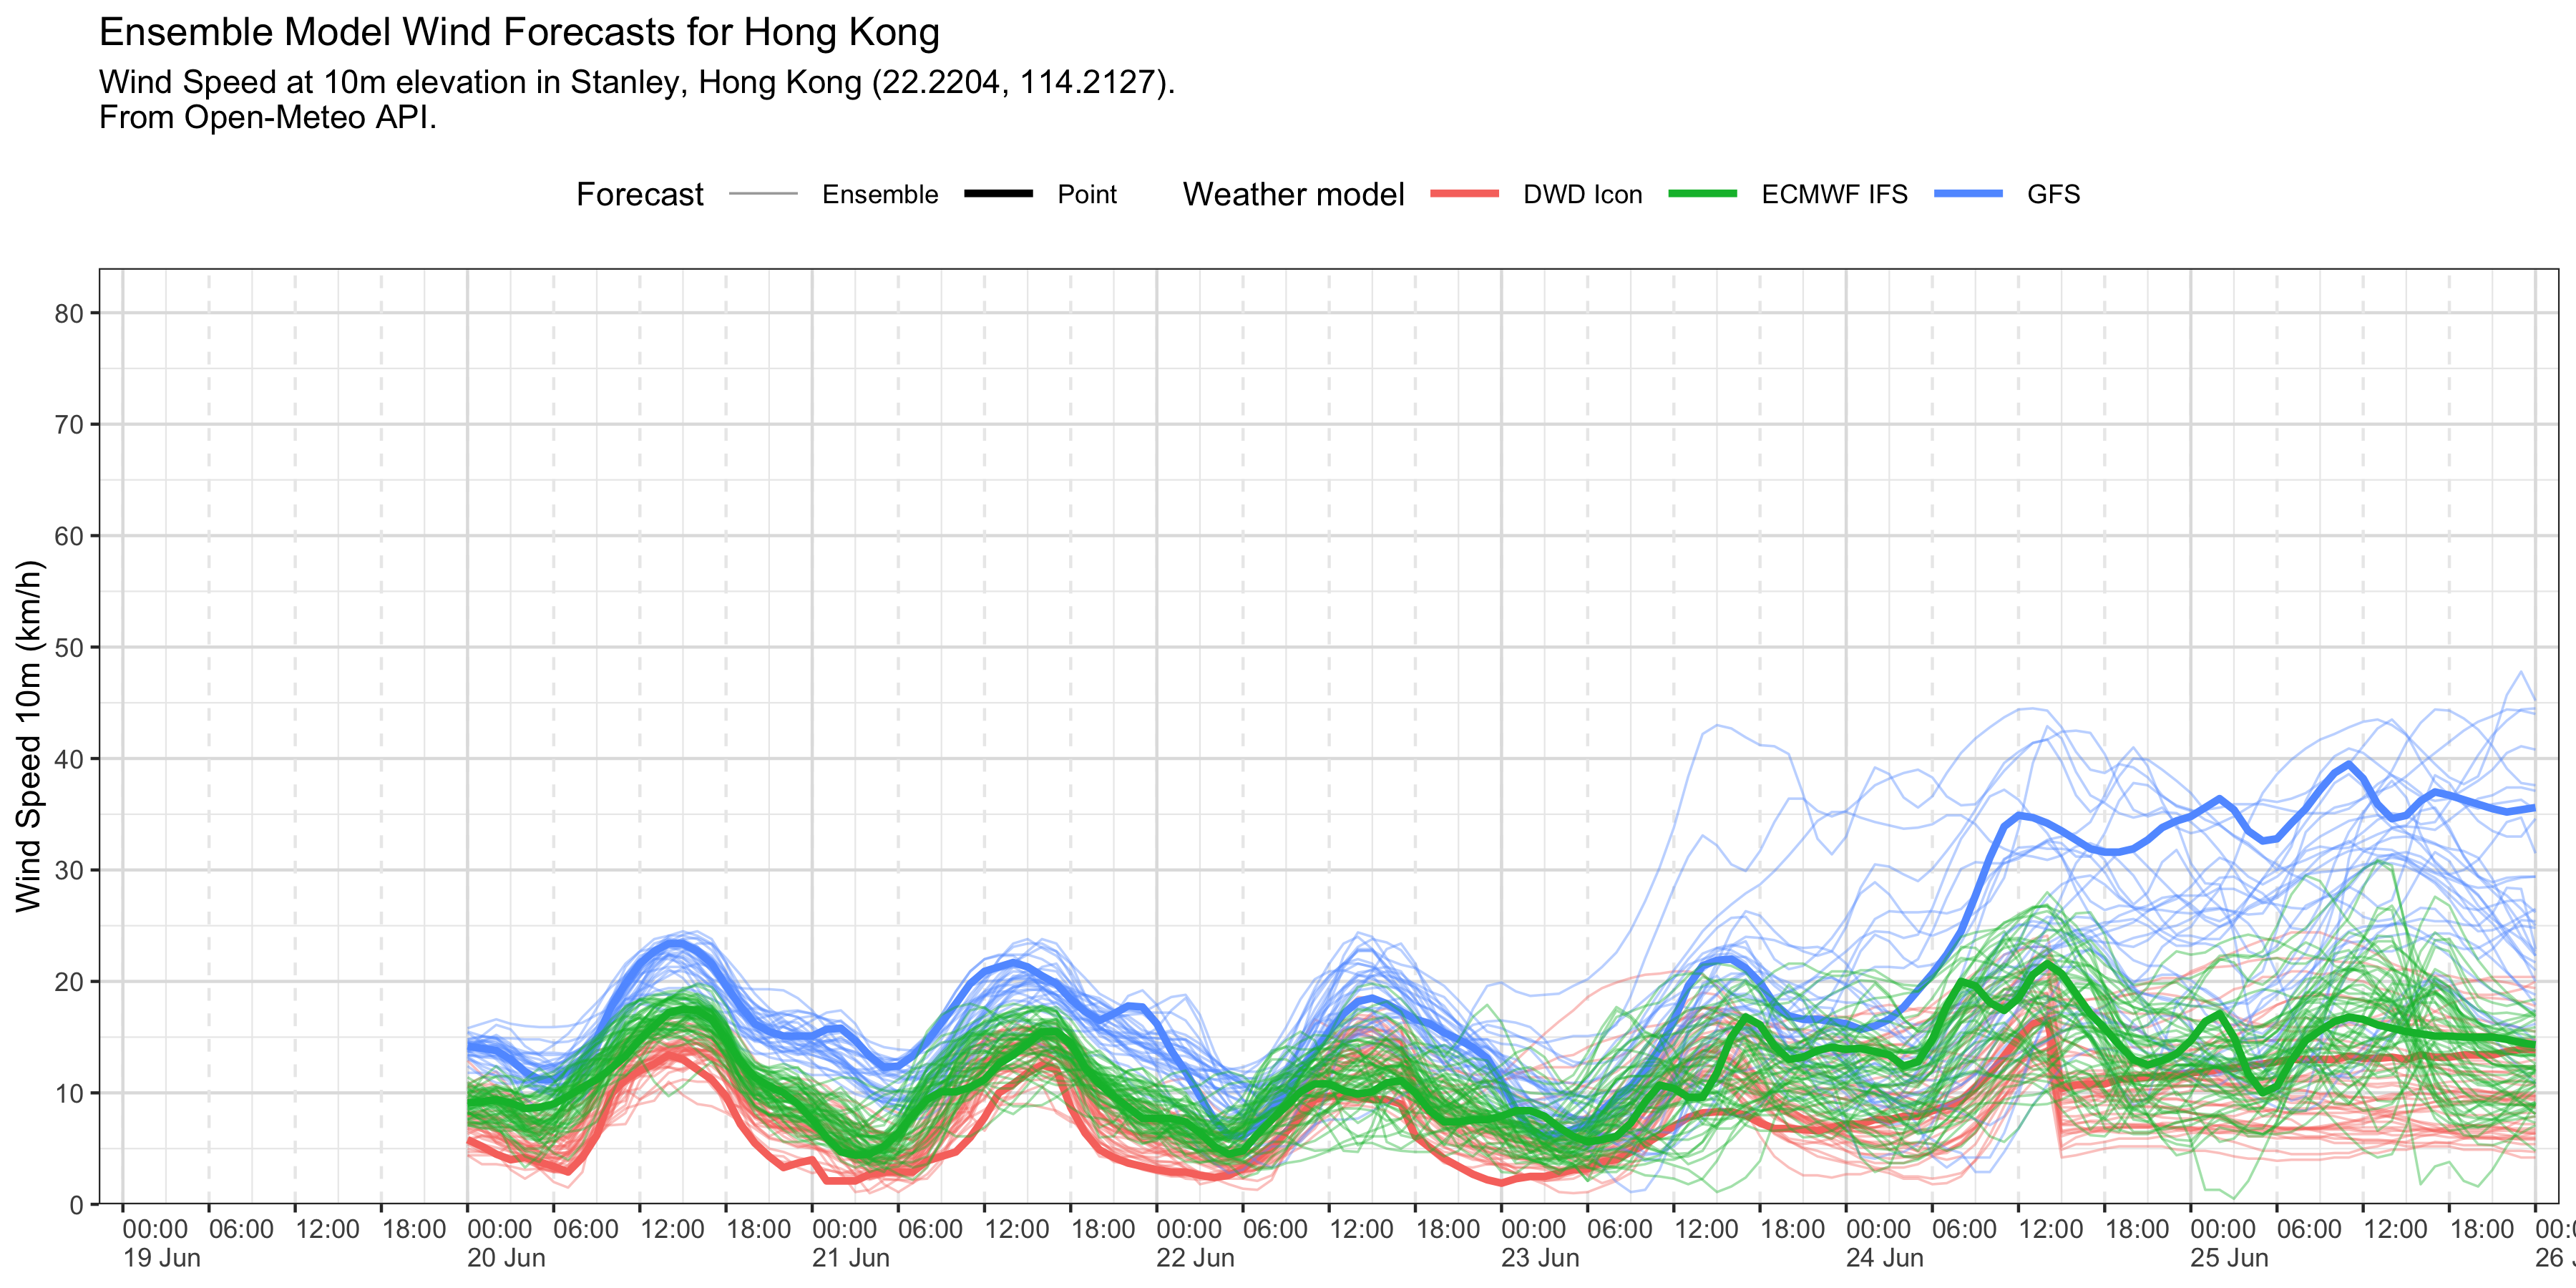 Ensemble Model Wind Forecasts for Hong Kong
Wind Speed at 10m elevation in Stanley, Hong Kong (22.2204, 114.2127).
From Open-Meteo API.
Forecast Ensemble Point Weather model DWD Icon ECMWF IFS GFS
Wind Speed 10m (km/h)
80
70
60
50
40
30
20
10
0
00:00 06:00 12:00 18:00 00:00 06:00 12:00 18:00 00:00 06:00 12:00 18:00 00:00 06:00 12:00 18:00 00:00 06:00 12:00 18:00 00:00 06:00 12:00 18:00 00:00 06:00 12:00 18:00
19 Jun 20 Jun 21 Jun 22 Jun 23 Jun 24 Jun 25 Jun 26